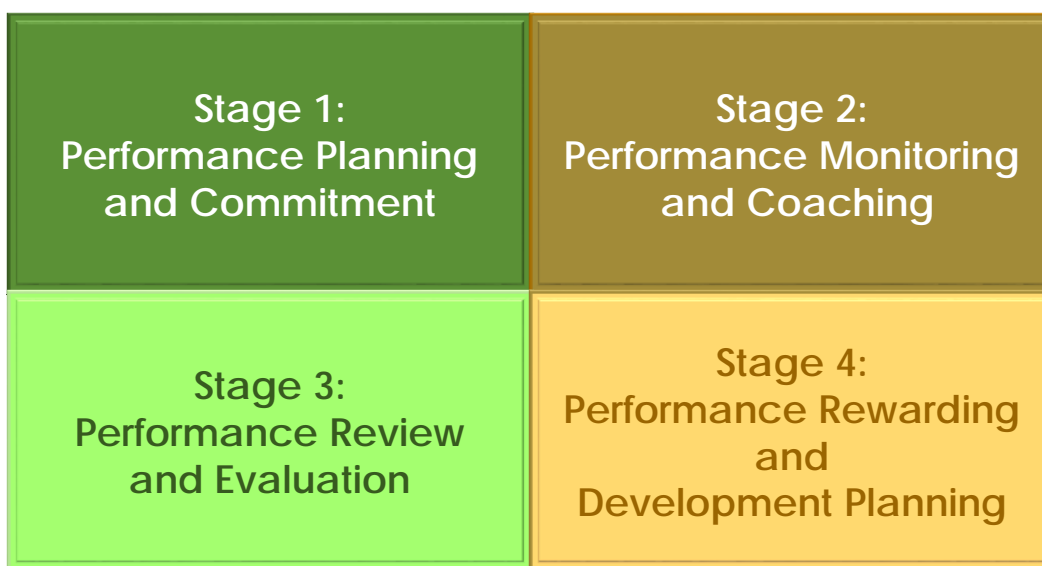 Stage 1:
Performance Planning
and Commitment
Stage 2:
Performance Monitoring
and Coaching
Stage 3:
Performance Review
and Evaluation
Stage 4:
Performance Rewarding
and
Development Planning